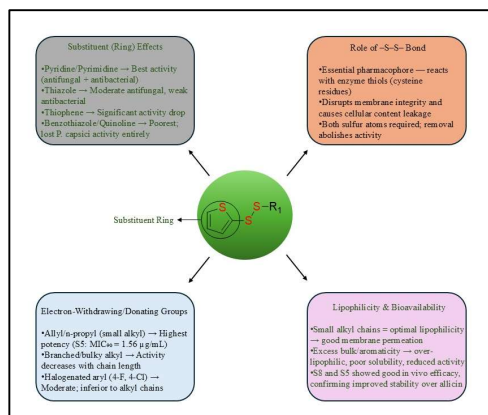 Substituent (Ring) Effects
•Pyridine/Pyrimidine → Best activity
(antifungal + antibacterial)
•Thiazole → Moderate antifungal, weak
antibacterial
•Thiophene → Significant activity drop
•Benzothiazole/Quinoline → Poorest;
lost P. capsici activity entirely
Role of –S–S– Bond
•Essential pharmacophore — reacts
with enzyme thiols (cysteine
residues)
•Disrupts membrane integrity and
causes cellular content leakage
•Both sulfur atoms required; removal
abolishes activity
S
S–R₁
S
Substituent Ring
Electron-Withdrawing/Donating Groups
•Allyl/n-propyl (small alkyl) → Highest
potency (S5: MIC₉₀ = 1.56 µg/mL)
•Branched/bulky alkyl → Activity
decreases with chain length
•Halogenated aryl (4-F, 4-Cl) →
Moderate; inferior to alkyl chains
Lipophilicity & Bioavailability
•Small alkyl chains = optimal lipophilicity
→ good membrane permeation
•Excess bulk/aromaticity → over-
lipophilic, poor solubility, reduced activity
•S8 and S5 showed good in vivo efficacy,
confirming improved stability over allicin